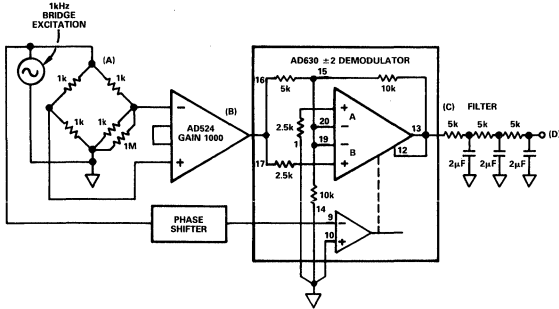 1kHz
BRIDGE
EXCITATION
(A)
1k
1k
1k
1k
1M
−
AD524
GAIN 1000
+
(B)
AD630 ±2 DEMODULATOR
16
5k
15
10k
+
A
2.5k
20
−
1
19
−
B
17
+
2.5k
13
12
10k
14
9
−
10
+
PHASE
SHIFTER
(C)
FILTER
5k
5k
5k
(D)
2µF
2µF
2µF